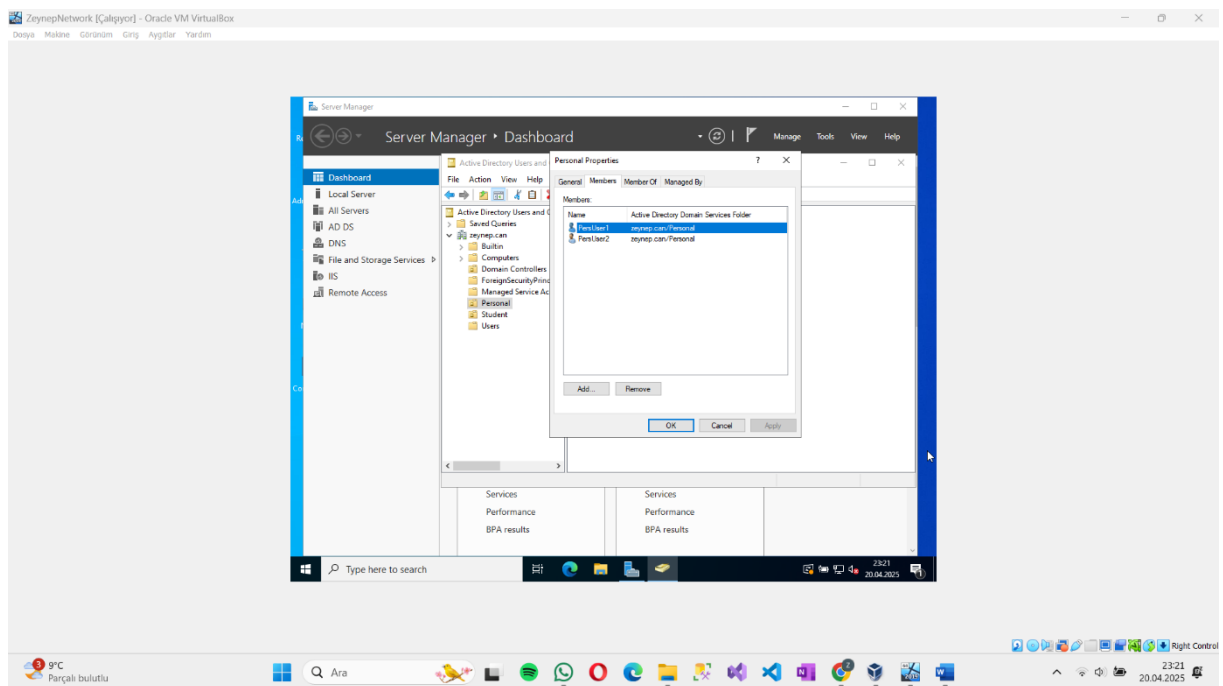 ZeynepNetwork [Çalışıyor] - Oracle VM VirtualBox
Dosya Makine Görünüm Giriş Aygıtlar Yardım
Server Manager
Server Manager • Dashboard
Manage Tools View Help
Dashboard
Local Server
All Servers
AD DS
DNS
File and Storage Services
IIS
Remote Access
Active Directory Users and
File Action View Help
Active Directory Users and C
Saved Queries
zeynep.can
Builtin
Computers
Domain Controllers
ForeignSecurityPrinc
Managed Service Ac
Personal
Student
Users
Personal Properties
General Members Member Of Managed By
Members:
Name Active Directory Domain Services Folder
PersUser1 zeynep.can/Personal
PersUser2 zeynep.can/Personal
Add... Remove
OK Cancel Apply
Services Services
Performance Performance
BPA results BPA results
Type here to search
23:21
20.04.2025
Right Control
3
9°C
Parçalı bulutlu
Ara
23:21
20.04.2025